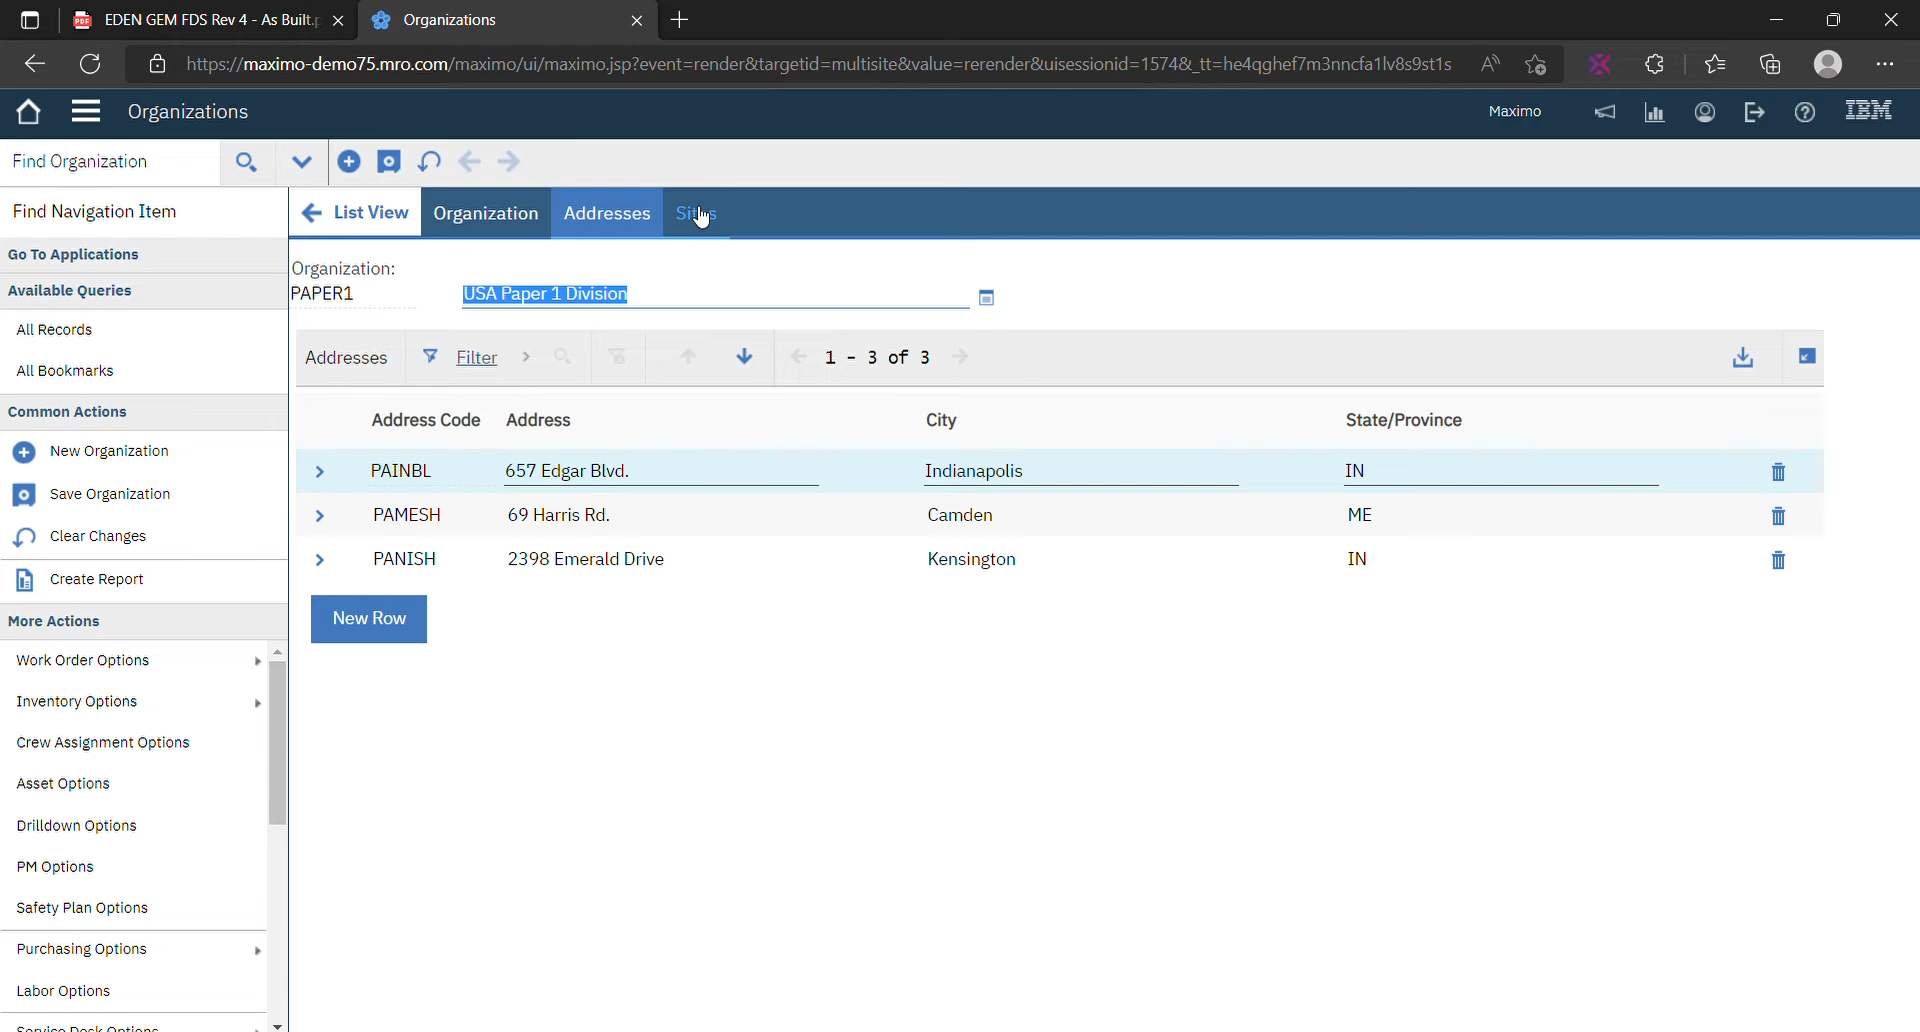 EDEN GEM FDS Rev 4 - As Built.p
Organizations
https://maximo-demo75.mro.com/maximo/ui/maximo.jsp?event=render&targetid=multisite&value=rerender&uisessionid=1574&_tt=he4qghef7m3nncfa1lv8s9st1s
Organizations
Maximo
IBM
Find Organization
Find Navigation Item
List View
Organization
Addresses
Sites
Go To Applications
Available Queries
All Records
All Bookmarks
Common Actions
New Organization
Save Organization
Clear Changes
Create Report
More Actions
Work Order Options
Inventory Options
Crew Assignment Options
Asset Options
Drilldown Options
PM Options
Safety Plan Options
Purchasing Options
Labor Options
Service Desk Options
Organization:
PAPER1 USA Paper 1 Division
Addresses Filter 1 - 3 of 3
Address Code Address City State/Province
PAINBL 657 Edgar Blvd. Indianapolis IN
PAMESH 69 Harris Rd. Camden ME
PANISH 2398 Emerald Drive Kensington IN
New Row